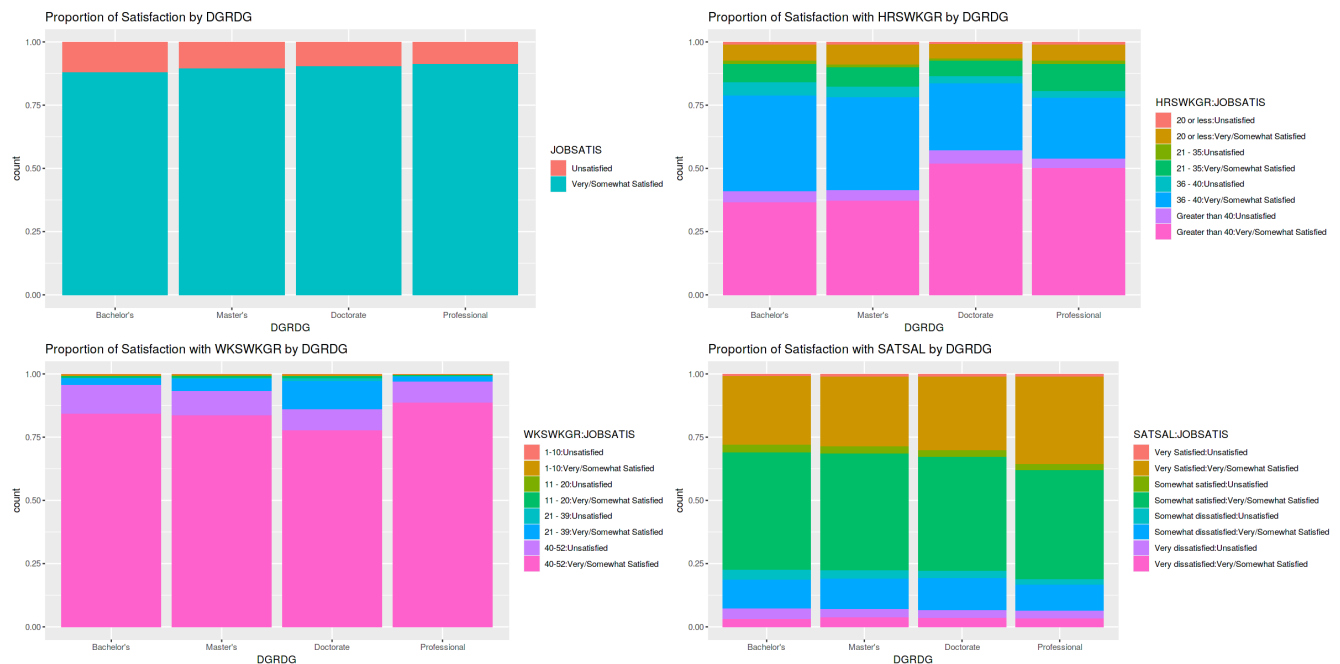 Proportion of Satisfaction by DGRDG
1.00
0.75
0.50
0.25
0.00
count
Bachelor's
Master's
Doctorate
Professional
DGRDG
JOBSATIS
Unsatisfied
Very/Somewhat Satisfied
Proportion of Satisfaction with HRSWKGR by DGRDG
1.00
0.75
0.50
0.25
0.00
count
Bachelor's
Master's
Doctorate
Professional
DGRDG
HRSWKGR:JOBSATIS
20 or less:Unsatisfied
20 or less:Very/Somewhat Satisfied
21 - 35:Unsatisfied
21 - 35:Very/Somewhat Satisfied
36 - 40:Unsatisfied
36 - 40:Very/Somewhat Satisfied
Greater than 40:Unsatisfied
Greater than 40:Very/Somewhat Satisfied
Proportion of Satisfaction with WKSWKGR by DGRDG
1.00
0.75
0.50
0.25
0.00
count
Bachelor's
Master's
Doctorate
Professional
DGRDG
WKSWKGR:JOBSATIS
1-10:Unsatisfied
1-10:Very/Somewhat Satisfied
11 - 20:Unsatisfied
11 - 20:Very/Somewhat Satisfied
21 - 39:Unsatisfied
21 - 39:Very/Somewhat Satisfied
40-52:Unsatisfied
40-52:Very/Somewhat Satisfied
Proportion of Satisfaction with SATSAL by DGRDG
1.00
0.75
0.50
0.25
0.00
count
Bachelor's
Master's
Doctorate
Professional
DGRDG
SATSAL:JOBSATIS
Very Satisfied:Unsatisfied
Very Satisfied:Very/Somewhat Satisfied
Somewhat satisfied:Unsatisfied
Somewhat satisfied:Very/Somewhat Satisfied
Somewhat dissatisfied:Unsatisfied
Somewhat dissatisfied:Very/Somewhat Satisfied
Very dissatisfied:Unsatisfied
Very dissatisfied:Very/Somewhat Satisfied